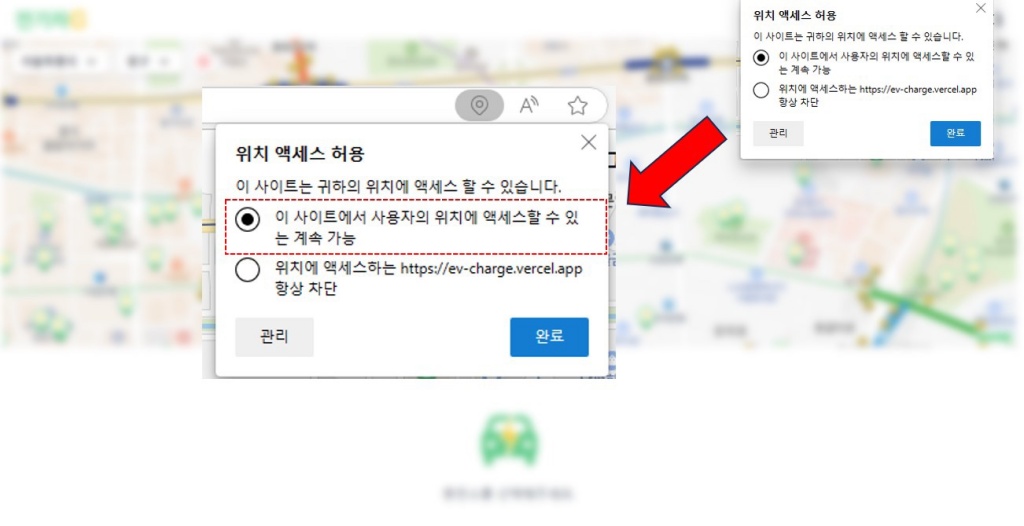 위치 액세스 허용
이 사이트는 귀하의 위치에 액세스 할 수 있습니다.
이 사이트에서 사용자의 위치에 액세스할 수 있
는 계속 가능
위치에 액세스하는 https://ev-charge.vercel.app
항상 차단
관리
완료
위치 액세스 허용
이 사이트는 귀하의 위치에 액세스 할 수 있습니다.
이 사이트에서 사용자의 위치에 액세스할 수 있
는 계속 가능
위치에 액세스하는 https://ev-charge.vercel.app
항상 차단
관리
완료